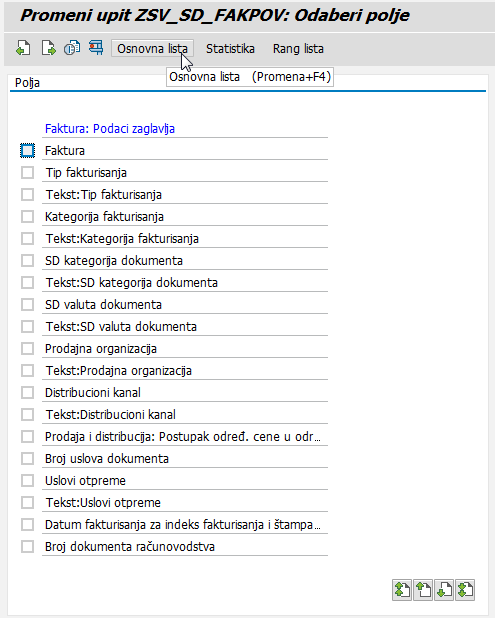 Promeni upit ZSV_SD_FAKPOV: Odaberi polje
Osnovna lista Statistika Rang lista
Osnovna lista (Promena+F4)
Polja
Faktura: Podaci zaglavlja
Faktura
Tip fakturisanja
Tekst:Tip fakturisanja
Kategorija fakturisanja
Tekst:Kategorija fakturisanja
SD kategorija dokumenta
Tekst:SD kategorija dokumenta
SD valuta dokumenta
Tekst:SD valuta dokumenta
Prodajna organizacija
Tekst:Prodajna organizacija
Distribucioni kanal
Tekst:Distribucioni kanal
Prodaja i distribucija: Postupak određ. cene u odr...
Broj uslova dokumenta
Uslovi otpreme
Tekst:Uslovi otpreme
Datum fakturisanja za indeks fakturisanja i štampa...
Broj dokumenta računovodstva